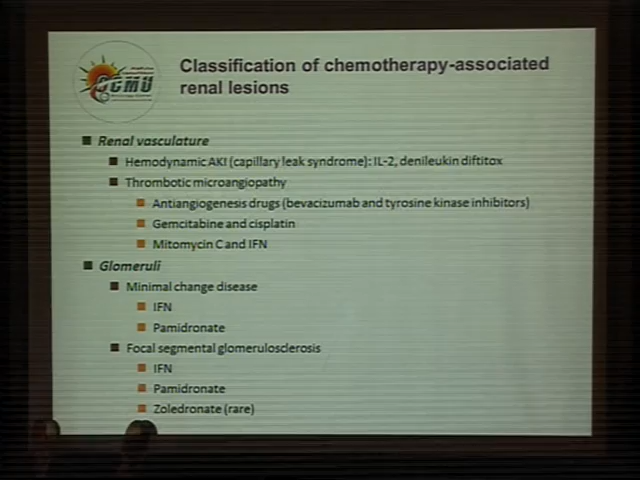 GCMU
Classification of chemotherapy-associated
renal lesions
Renal vasculature
Hemodynamic AKI (capillary leak syndrome): IL-2, denileukin diftitox
Thrombotic microangiopathy
Antiangiogenesis drugs (bevacizumab and tyrosine kinase inhibitors)
Gemcitabine and cisplatin
Mitomycin C and IFN
Glomeruli
Minimal change disease
IFN
Pamidronate
Focal segmental glomerulosclerosis
IFN
Pamidronate
Zoledronate (rare)